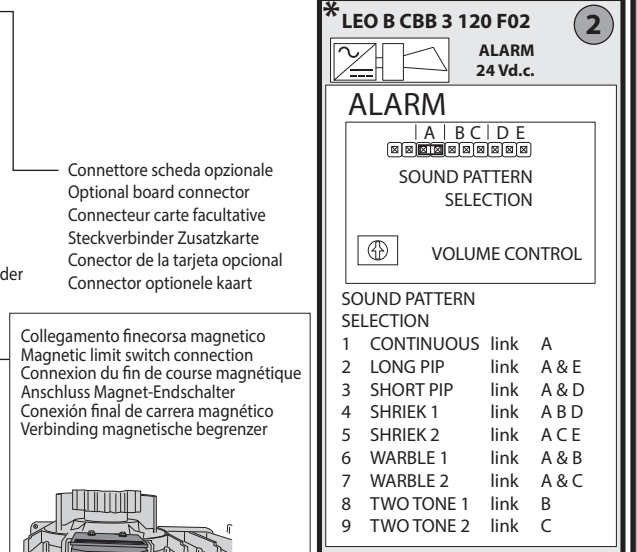 Connettore scheda opzionale
Optional board connector
Connecteur carte facultative
Steckverbinder Zusatzkarte
Conector de la tarjeta opcional
Connector optionele kaart
der
Collegamento finecorsa magnetico
Magnetic limit switch connection
Connexion du fin de course magnétique
Anschluss Magnet-Endschalter
Conexión final de carrera magnético
Verbinding magnetische begrenzer
*LEO B CBB 3 120 F02
2
ALARM
24 Vd.c.
ALARM
A B C D E
SOUND PATTERN
SELECTION
VOLUME CONTROL
SOUND PATTERN
SELECTION
1 CONTINUOUS link A
2 LONG PIP link A & E
3 SHORT PIP link A & D
4 SHRIEK 1 link A B D
5 SHRIEK 2 link A C E
6 WARBLE 1 link A & B
7 WARBLE 2 link A & C
8 TWO TONE 1 link B
9 TWO TONE 2 link C